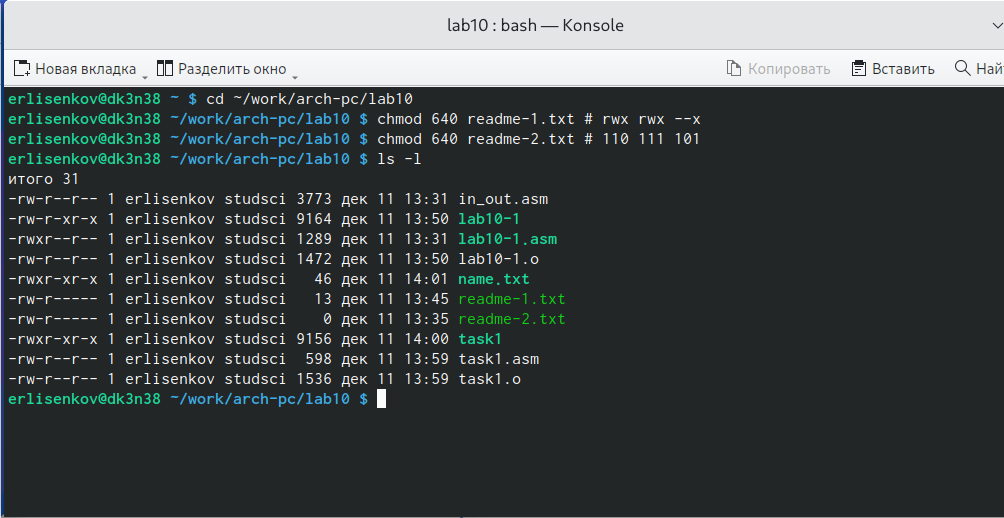 lab10 : bash — Konsole
Новая вкладка Разделить окно Копировать Вставить
erlisenkov@dk3n38 ~ $ cd ~/work/arch-pc/lab10
erlisenkov@dk3n38 ~/work/arch-pc/lab10 $ chmod 640 readme-1.txt # rwx rwx --x
erlisenkov@dk3n38 ~/work/arch-pc/lab10 $ chmod 640 readme-2.txt # 110 111 101
erlisenkov@dk3n38 ~/work/arch-pc/lab10 $ ls -l
итого 31
-rw-r--r-- 1 erlisenkov studsci 3773 дек 11 13:31 in_out.asm
-rw-r-xr-x 1 erlisenkov studsci 9164 дек 11 13:50 lab10-1
-rwxr--r-- 1 erlisenkov studsci 1289 дек 11 13:31 lab10-1.asm
-rw-r--r-- 1 erlisenkov studsci 1472 дек 11 13:50 lab10-1.o
-rwxr-xr-x 1 erlisenkov studsci 46 дек 11 14:01 name.txt
-rw-r----- 1 erlisenkov studsci 13 дек 11 13:45 readme-1.txt
-rw-r----- 1 erlisenkov studsci 0 дек 11 13:35 readme-2.txt
-rwxr-xr-x 1 erlisenkov studsci 9156 дек 11 14:00 task1
-rw-r--r-- 1 erlisenkov studsci 598 дек 11 13:59 task1.asm
-rw-r--r-- 1 erlisenkov studsci 1536 дек 11 13:59 task1.o
erlisenkov@dk3n38 ~/work/arch-pc/lab10 $